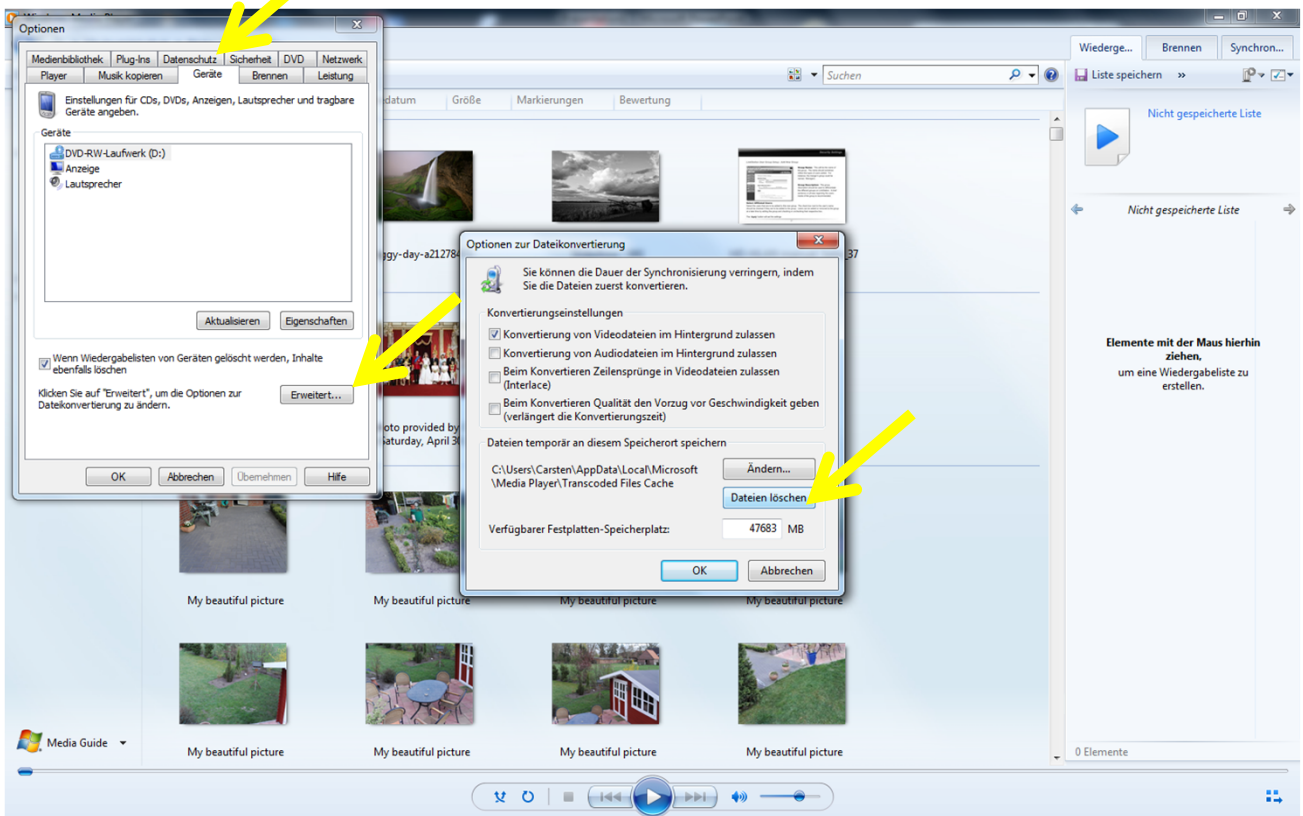 Optionen
Medienbibliothek Plug-Ins Datenschutz Sicherheit DVD Netzwerk
Player Musik kopieren Geräte Brennen Leistung
Einstellungen für CDs, DVDs, Anzeigen, Lautsprecher und tragbare
Geräte angeben.
Geräte
DVD-RW-Laufwerk (D:)
Anzeige
Lautsprecher
Aktualisieren Eigenschaften
Wenn Wiedergabelisten von Geräten gelöscht werden, Inhalte
ebenfalls löschen
Klicken Sie auf "Erweitert", um die Optionen zur
Dateikonvertierung zu ändern.
Erweitert...
OK Abbrechen Übernehmen Hilfe
datum Größe Markierungen Bewertung
Suchen
ggy-day-a212784
_37
oto provided by
Saturday, April 30
Optionen zur Dateikonvertierung
Sie können die Dauer der Synchronisierung verringern, indem
Sie die Dateien zuerst konvertieren.
Konvertierungseinstellungen
Konvertierung von Videodateien im Hintergrund zulassen
Konvertierung von Audiodateien im Hintergrund zulassen
Beim Konvertieren Zeilensprünge in Videodateien zulassen
(Interlace)
Beim Konvertieren Qualität den Vorzug vor Geschwindigkeit geben
(verlängert die Konvertierungszeit)
Dateien temporär an diesem Speicherort speichern
C:\Users\Carsten\AppData\Local\Microsoft
\Media Player\Transcoded Files Cache
Ändern...
Dateien löschen
Verfügbarer Festplatten-Speicherplatz: 47683 MB
OK Abbrechen
My beautiful picture My beautiful picture My beautiful picture My beautiful picture
My beautiful picture My beautiful picture My beautiful picture My beautiful picture
Media Guide
Wiederge... Brennen Synchron...
Liste speichern »
Nicht gespeicherte Liste
Nicht gespeicherte Liste
Elemente mit der Maus hierhin
ziehen,
um eine Wiedergabeliste zu
erstellen.
0 Elemente